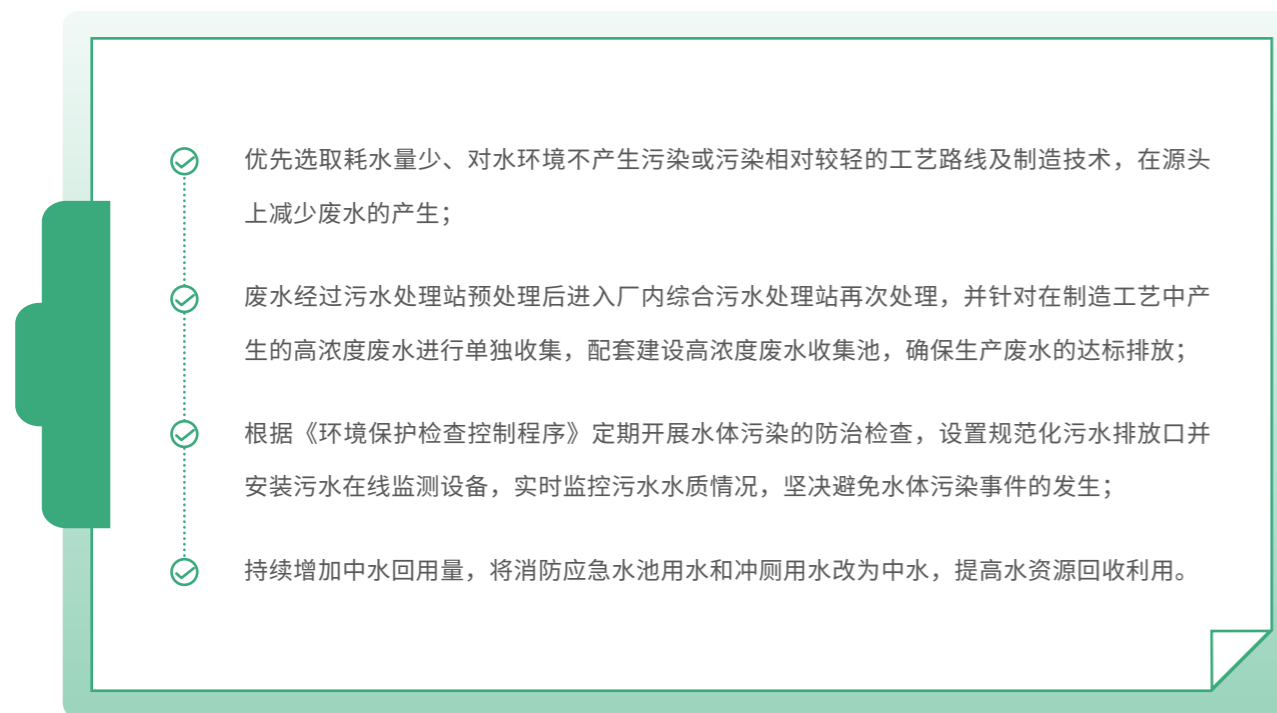 优先选取耗水量少、对水环境不产生污染或污染相对较轻的工艺路线及制造技术，在源头
上减少废水的产生；
废水经过污水处理站预处理后进入厂内综合污水处理站再次处理，并针对在制造工艺中产
生的高浓度废水进行单独收集，配套建设高浓度废水收集池，确保生产废水的达标排放；
根据《环境保护检查控制程序》定期开展水体污染的防治检查，设置规范化污水排放口并
安装污水在线监测设备，实时监控污水水质情况，坚决避免水体污染事件的发生；
持续增加中水回用量，将消防应急水池用水和冲厕用水改为中水，提高水资源回收利用。